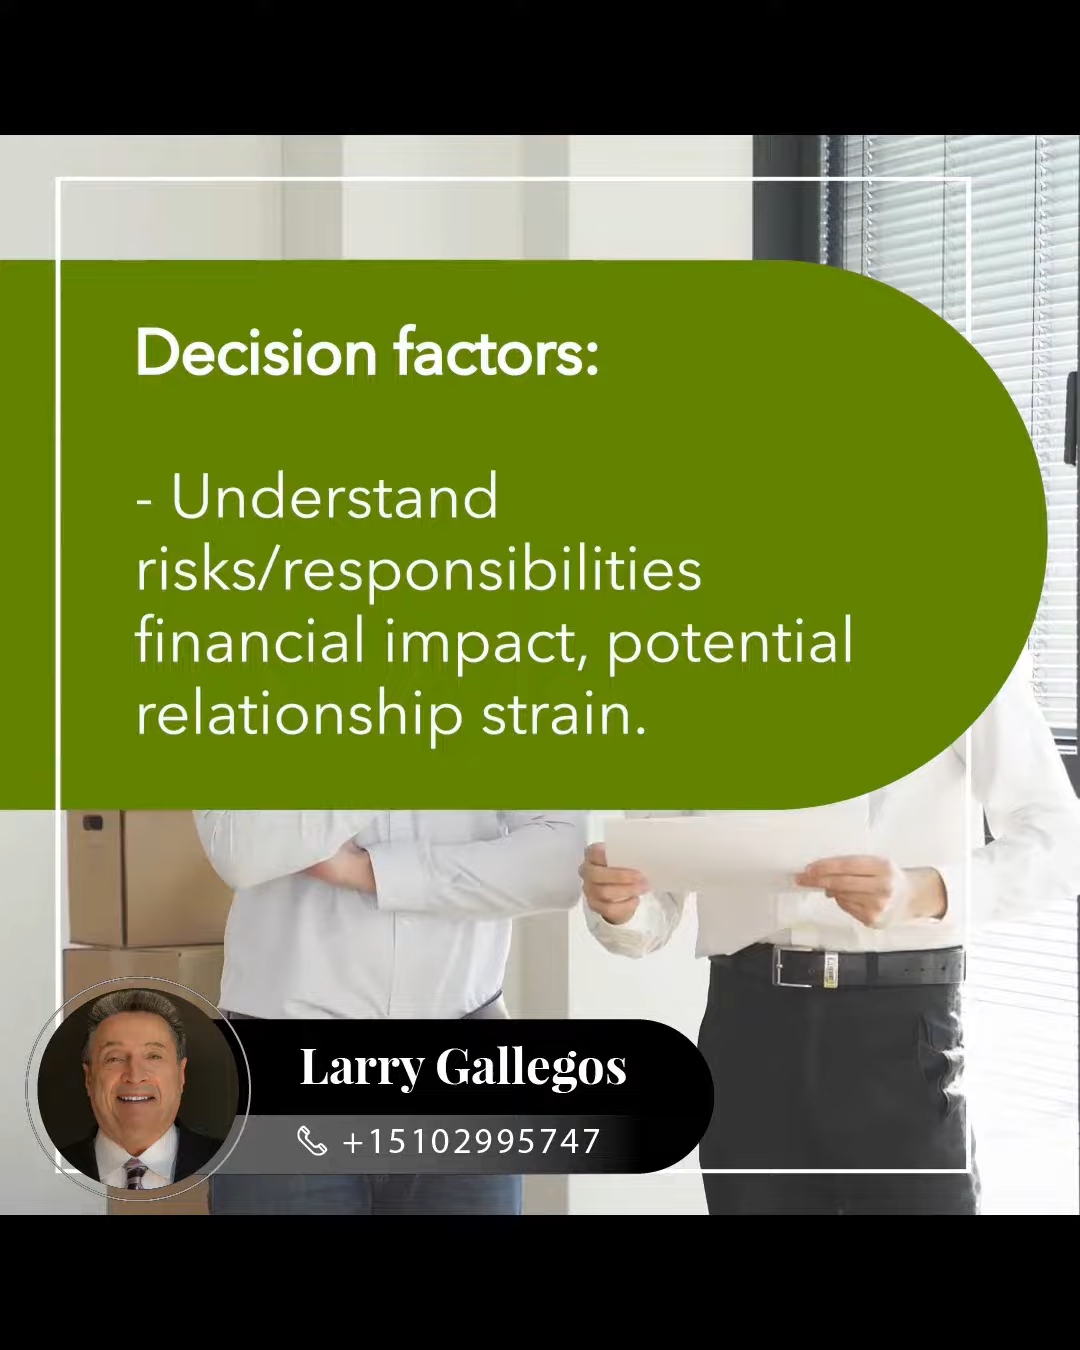 Decision factors:
- Understand
risks/responsibilities
financial impact, potential
relationship strain.
Larry Gallegos
+15102995747